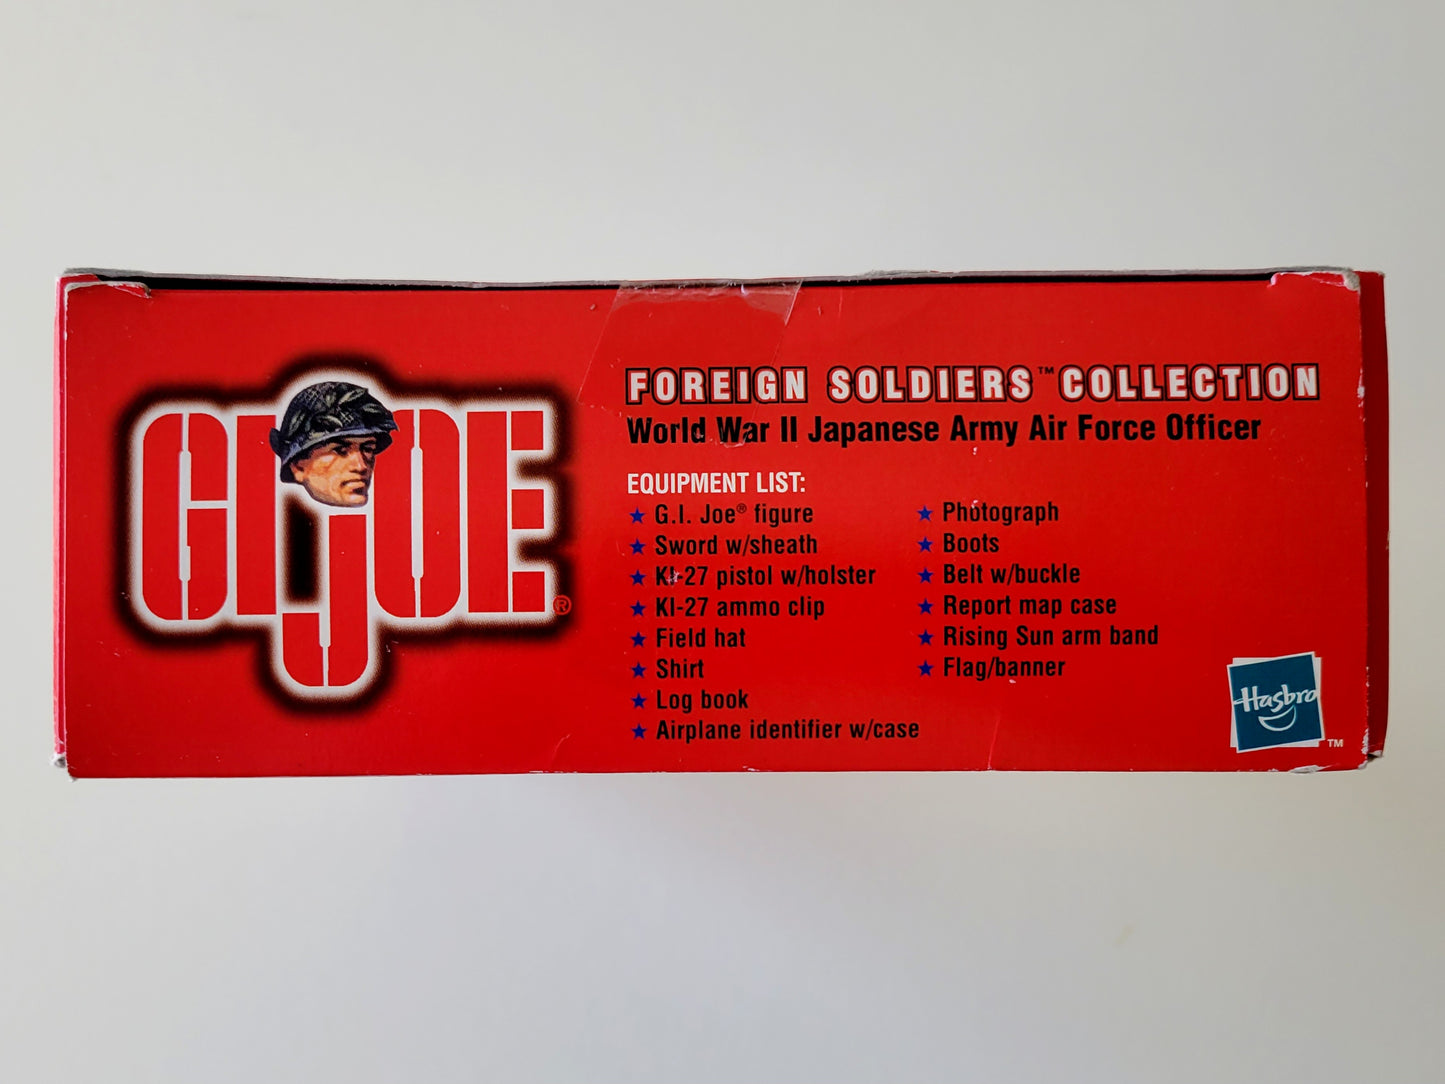 GIJOE®
FOREIGN SOLDIERS™ COLLECTION
World War II Japanese Army Air Force Officer
EQUIPMENT LIST:
★ G.I. Joe® figure
★ Sword w/sheath
★ KI-27 pistol w/holster
★ KI-27 ammo clip
★ Field hat
★ Shirt
★ Log book
★ Airplane identifier w/case
★ Photograph
★ Boots
★ Belt w/buckle
★ Report map case
★ Rising Sun arm band
★ Flag/banner
Hasbro
TM